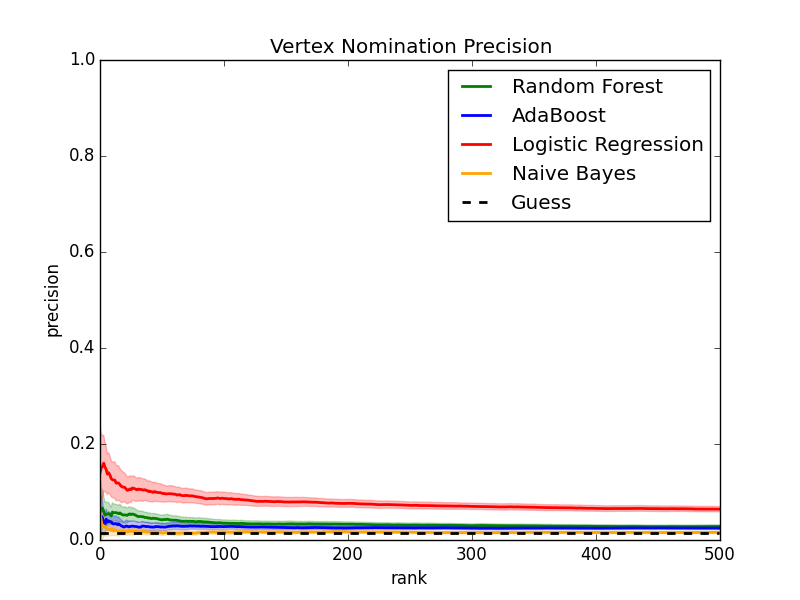 Vertex Nomination Precision
1.0
0.8
0.6
0.4
0.2
0.0
precision
Random Forest
AdaBoost
Logistic Regression
Naive Bayes
Guess
0 100 200 300 400 500
rank